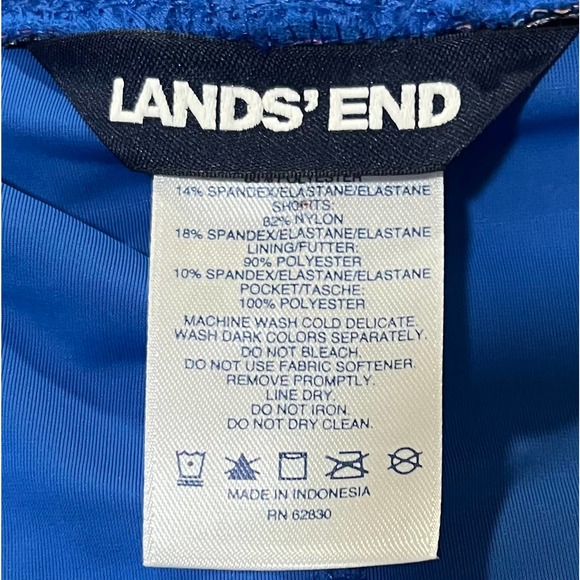 LANDS' END
POLYESTER
14% SPANDEX/ELASTANE/ELASTANE
SHORTS:
82% NYLON
18% SPANDEX/ELASTANE/ELASTANE
LINING/FUTTER:
90% POLYESTER
10% SPANDEX/ELASTANE/ELASTANE
POCKET/TASCHE:
100% POLYESTER
MACHINE WASH COLD DELICATE.
WASH DARK COLORS SEPARATELY.
DO NOT BLEACH.
DO NOT USE FABRIC SOFTENER.
REMOVE PROMPTLY.
LINE DRY.
DO NOT IRON.
DO NOT DRY CLEAN.
MADE IN INDONESIA
RN 62830